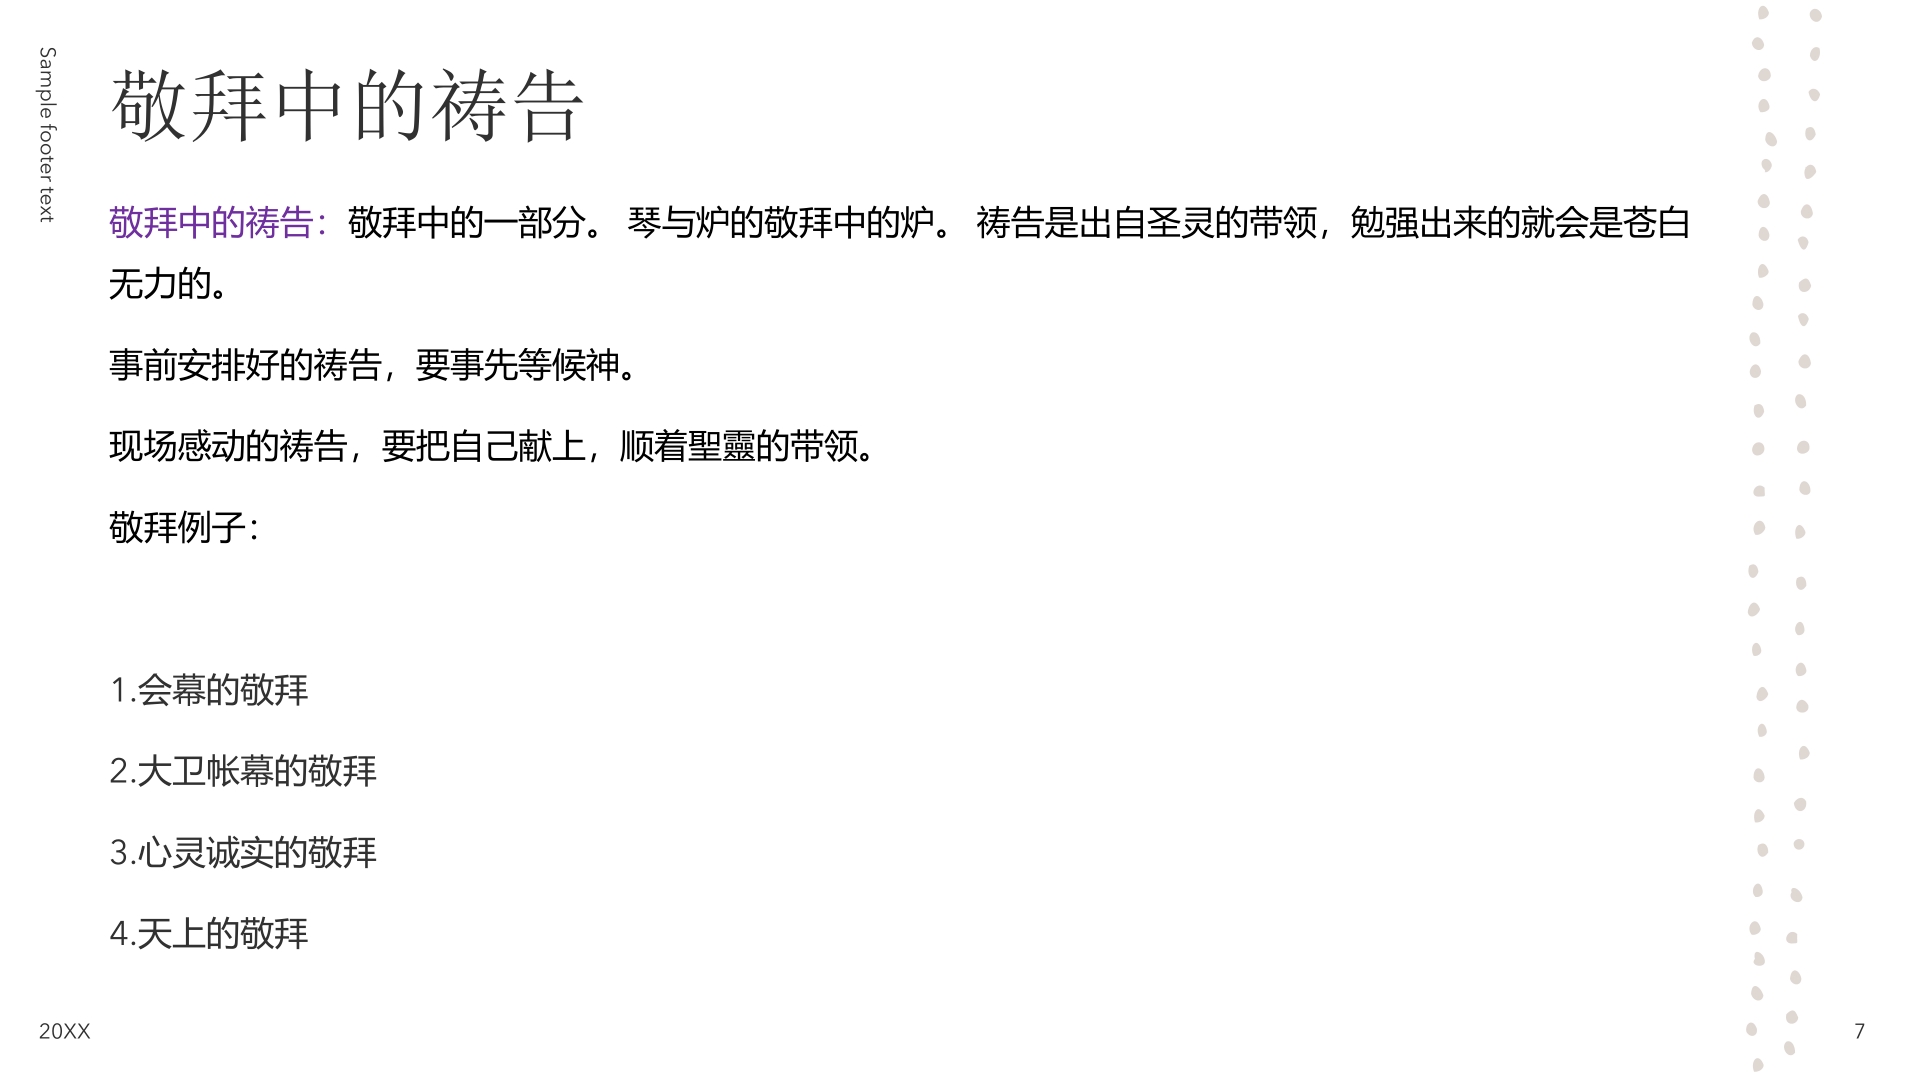 Sample footer text
敬拜中的祷告
敬拜中的祷告：敬拜中的一部分。 琴与炉的敬拜中的炉。 祷告是出自圣灵的带领，勉强出来的就会是苍白
无力的。
事前安排好的祷告，要事先等候神。
现场感动的祷告，要把自己献上，顺着聖靈的带领。
敬拜例子：
1.会幕的敬拜
2.大卫帐幕的敬拜
3.心灵诚实的敬拜
4.天上的敬拜
20XX
7